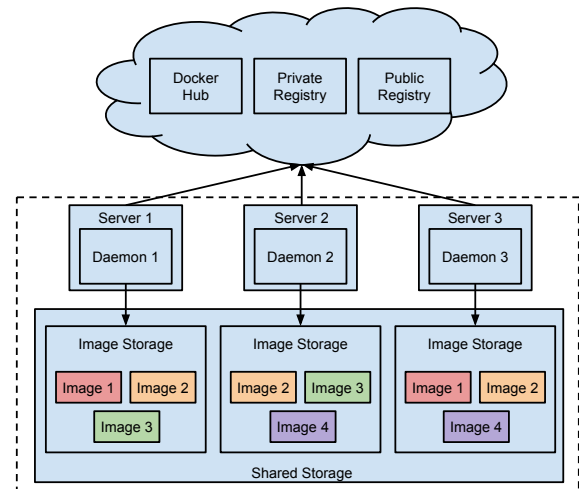 Docker
Hub
Private
Registry
Public
Registry
Server 1
Server 2
Server 3
Daemon 1
Daemon 2
Daemon 3
Image Storage
Image Storage
Image Storage
Image 1
Image 2
Image 3
Image 2
Image 3
Image 4
Image 1
Image 2
Image 4
Shared Storage